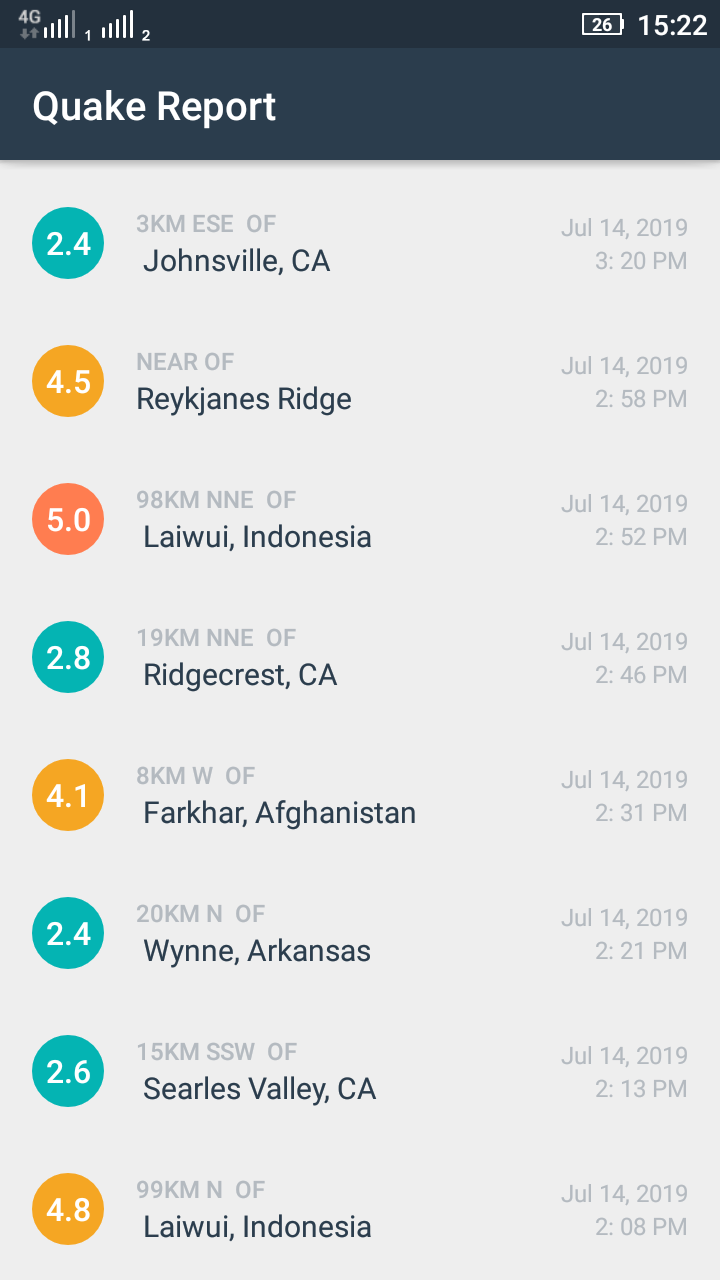 4G 1 2 26 15:22
Quake Report
2.4 3KM ESE OF Jul 14, 2019
Johnsville, CA 3: 20 PM
4.5 NEAR OF Jul 14, 2019
Reykjanes Ridge 2: 58 PM
5.0 98KM NNE OF Jul 14, 2019
Laiwui, Indonesia 2: 52 PM
2.8 19KM NNE OF Jul 14, 2019
Ridgecrest, CA 2: 46 PM
4.1 8KM W OF Jul 14, 2019
Farkhar, Afghanistan 2: 31 PM
2.4 20KM N OF Jul 14, 2019
Wynne, Arkansas 2: 21 PM
2.6 15KM SSW OF Jul 14, 2019
Searles Valley, CA 2: 13 PM
4.8 99KM N OF Jul 14, 2019
Laiwui, Indonesia 2: 08 PM